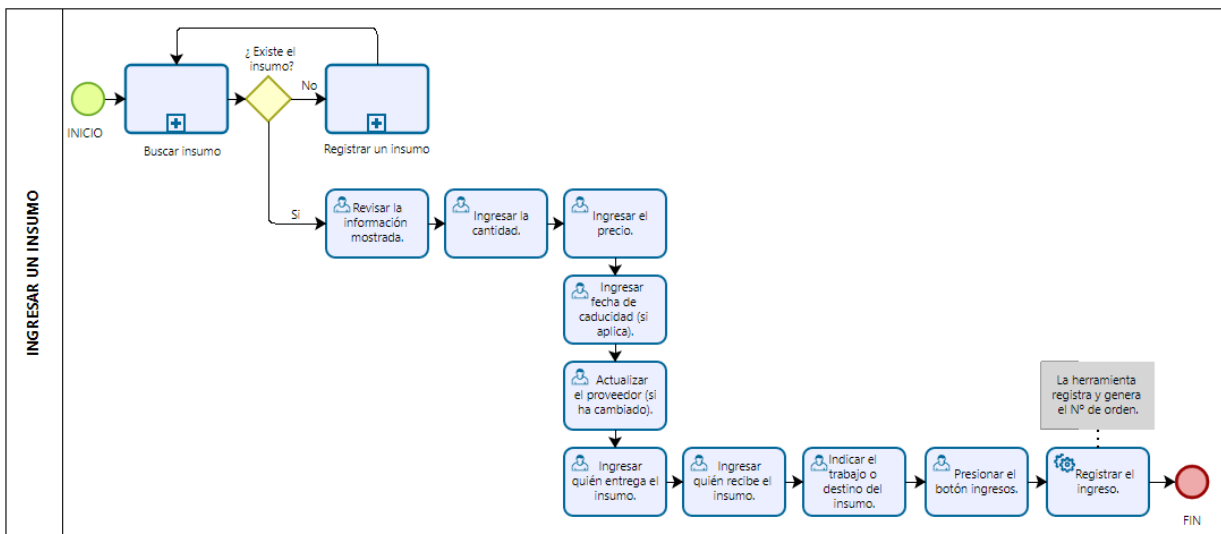 INGRESAR UN INSUMO
INICIO
Buscar insumo
¿ Existe el
insumo?
No
Registrar un insumo
Si
Revisar la
información
mostrada.
Ingresar la
cantidad.
Ingresar el
precio.
Ingresar
fecha de
caducidad (si
aplica).
Actualizar
el proveedor (si
ha cambiado).
Ingresar
quién entrega el
insumo.
Ingresar
quién recibe el
insumo.
Indicar el
trabajo o
destino del
insumo.
Presionar el
botón ingresos.
La herramienta
registra y genera
el Nº de orden.
Registrar el
ingreso.
FIN